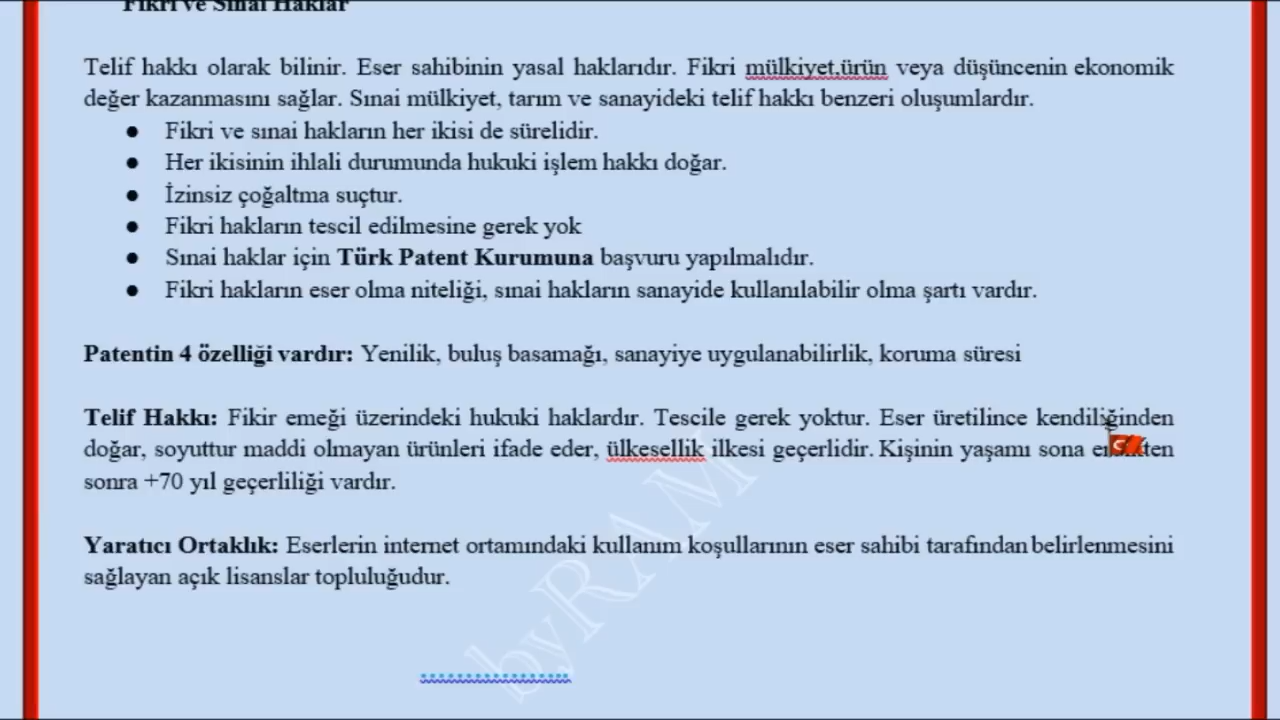 Fikri ve Sınai Haklar
Telif hakkı olarak bilinir. Eser sahibinin yasal haklarıdır. Fikri mülkiyet,ürün veya düşüncenin ekonomik
değer kazanmasını sağlar. Sınai mülkiyet, tarım ve sanayideki telif hakkı benzeri oluşumlardır.
● Fikri ve sınai hakların her ikisi de sürelidir.
● Her ikisinin ihlali durumunda hukuki işlem hakkı doğar.
● İzinsiz çoğaltma suçtur.
● Fikri hakların tescil edilmesine gerek yok
● Sınai haklar için Türk Patent Kurumuna başvuru yapılmalıdır.
● Fikri hakların eser olma niteliği, sınai hakların sanayide kullanılabilir olma şartı vardır.
Patentin 4 özelliği vardır: Yenilik, buluş basamağı, sanayiye uygulanabilirlik, koruma süresi
Telif Hakkı: Fikir emeği üzerindeki hukuki haklardır. Tescile gerek yoktur. Eser üretilince kendiliğinden
doğar, soyuttur maddi olmayan ürünleri ifade eder, ülkesellik ilkesi geçerlidir. Kişinin yaşamı sona
sonra +70 yıl geçerliliği vardır.
Yaratıcı Ortaklık: Eserlerin internet ortamındaki kullanım koşullarının eser sahibi tarafından belirlenmesini
sağlayan açık lisanslar topluluğudur.
byRAM